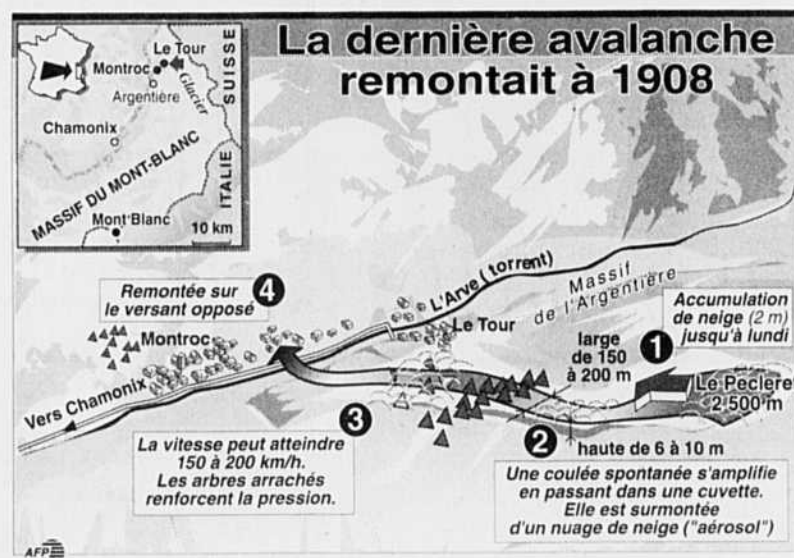 La dernière avalanche
remontait à 1908
SUISSE
Le Tour
Montroc
Argentière
Glacier
Chamonix
MASSIF DU MONT-BLANC
ITALIE
Mont Blanc
10 km
L'Arve (torrent)
Massif
de l'Argentière
Remontée sur
le versant opposé
4
Montroc
Le Tour
large
de 150
à 200 m
1
Accumulation
de neige (2 m)
jusqu'à lundi
Le Pecleret
2 500 m
Vers Chamonix
3
La vitesse peut atteindre
150 à 200 km/h.
Les arbres arrachés
renforcent la pression.
2
haute de 6 à 10 m
Une coulée spontanée s'amplifie
en passant dans une cuvette.
Elle est surmontée
d'un nuage de neige ("aérosol")
AFP